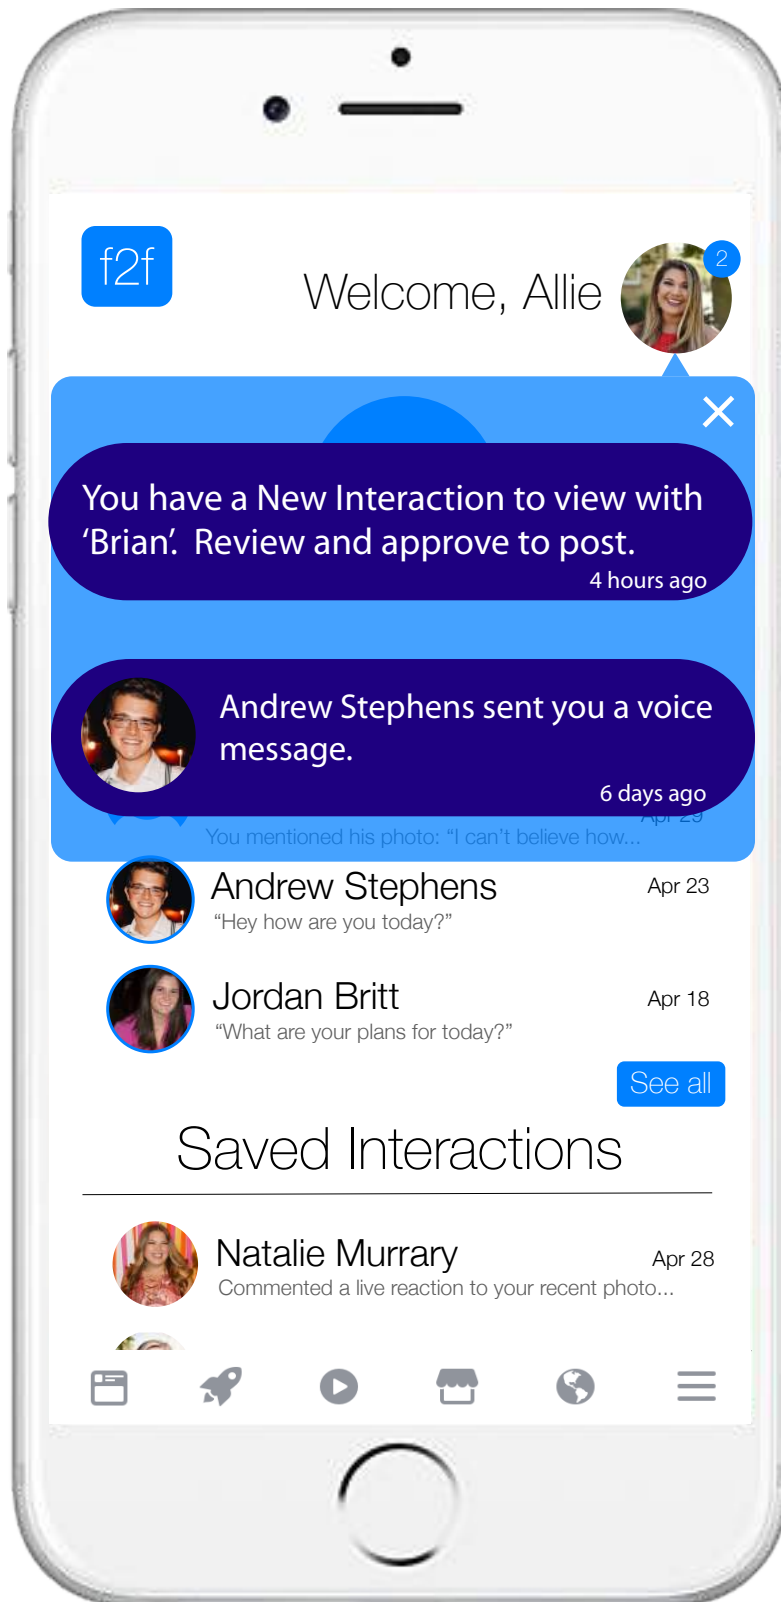 f2f
Welcome, Allie
2
You have a New Interaction to view with
‘Brian’.  Review and approve to post.
4 hours ago
Andrew Stephens sent you a voice
message.
6 days ago
Apr 29
You mentioned his photo: “I can’t believe how...
Andrew Stephens
Apr 23
“Hey how are you today?”
Jordan Britt
Apr 18
“What are your plans for today?”
See all
Saved Interactions
Natalie Murrary
Apr 28
Commented a live reaction to your recent photo...